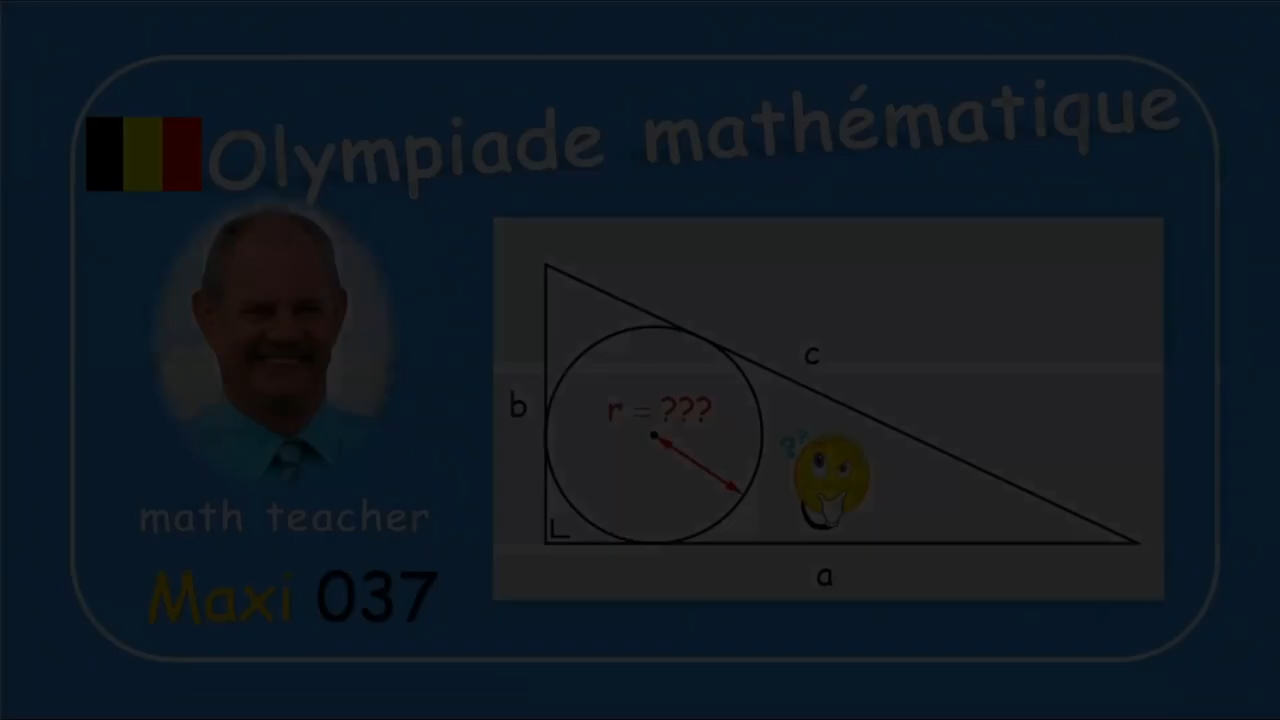 Olympiade mathématique
c
b
r = ???
??
a
math teacher
Maxi 037